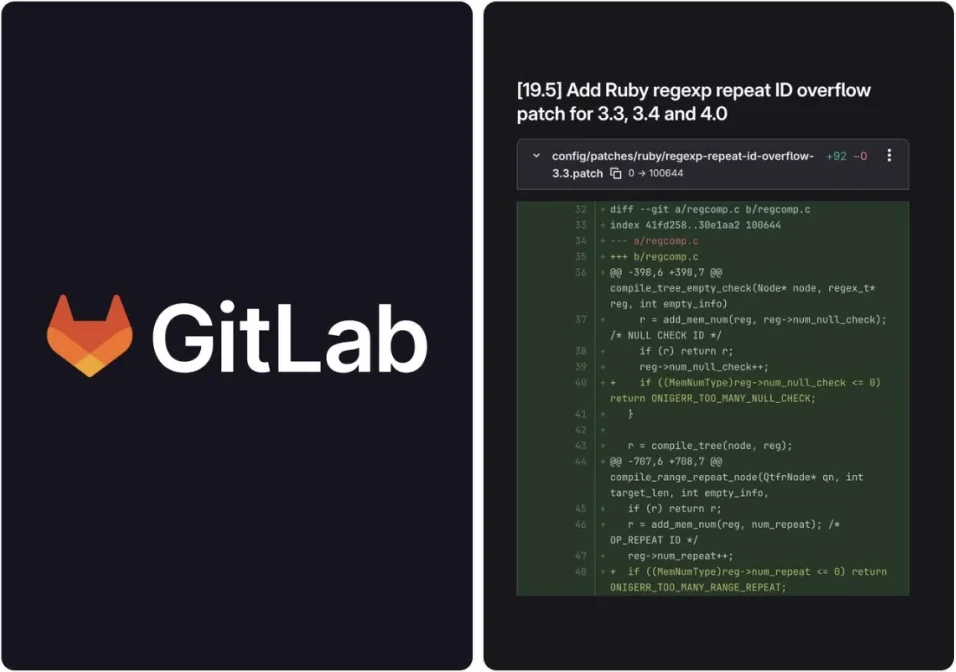 GitLab
[19.5] Add Ruby regexp repeat ID overflow
patch for 3.3, 3.4 and 4.0
config/patches/ruby/regexp-repeat-id-overflow- +92 −0
3.3.patch 0 → 100644
32 + diff --git a/regcomp.c b/regcomp.c
33 + index 41fd258..30e1aa2 100644
34 + --- a/regcomp.c
35 + +++ b/regcomp.c
36 + @@ -398,6 +398,7 @@
compile_tree_empty_check(Node* node, regex_t*
reg, int empty_info)
37 + r = add_mem_num(reg, reg->num_null_check);
/* NULL CHECK ID */
38 + if (r) return r;
39 + reg->num_null_check++;
40 + + if ((MemNumType)reg->num_null_check <= 0)
return ONIGERR_TOO_MANY_NULL_CHECK;
41 + }
42 +
43 + r = compile_tree(node, reg);
44 + @@ -707,6 +708,7 @@
compile_range_repeat_node(QtfrNode* qn, int
target_len, int empty_info,
45 + if (r) return r;
46 + r = add_mem_num(reg, num_repeat); /*
OP_REPEAT ID */
47 + reg->num_repeat++;
48 + + if ((MemNumType)reg->num_repeat <= 0) return
ONIGERR_TOO_MANY_RANGE_REPEAT;